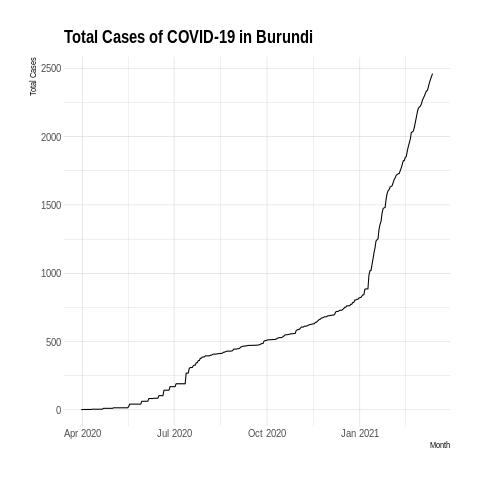 Total Cases of COVID-19 in Burundi
Total Cases
2500
2000
1500
1000
500
0
Apr 2020 Jul 2020 Oct 2020 Jan 2021
Month